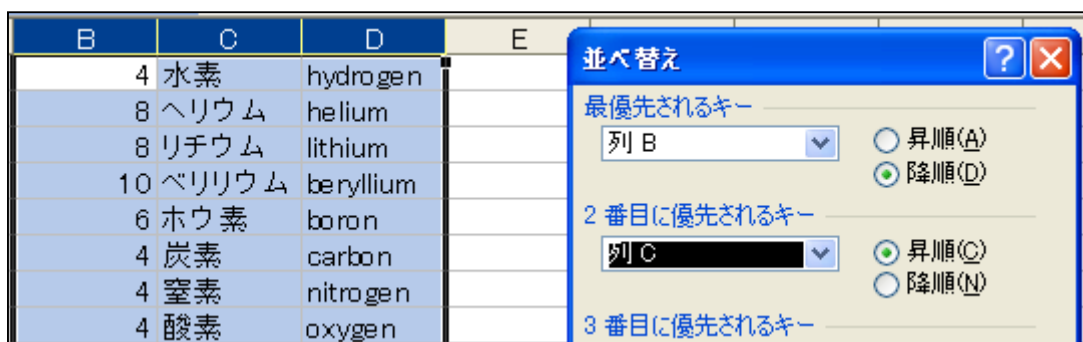 B C D E
4 水素 hydrogen
8 ヘリウム helium
8 リチウム lithium
10 ベリリウム beryllium
6 ホウ素 boron
4 炭素 carbon
4 窒素 nitrogen
4 酸素 oxygen
並べ替え ?
最優先されるキー
列 B 昇順(A)
降順(D)
2 番目に優先されるキー
列 C 昇順(C)
降順(N)
3 番目に優先されるキー